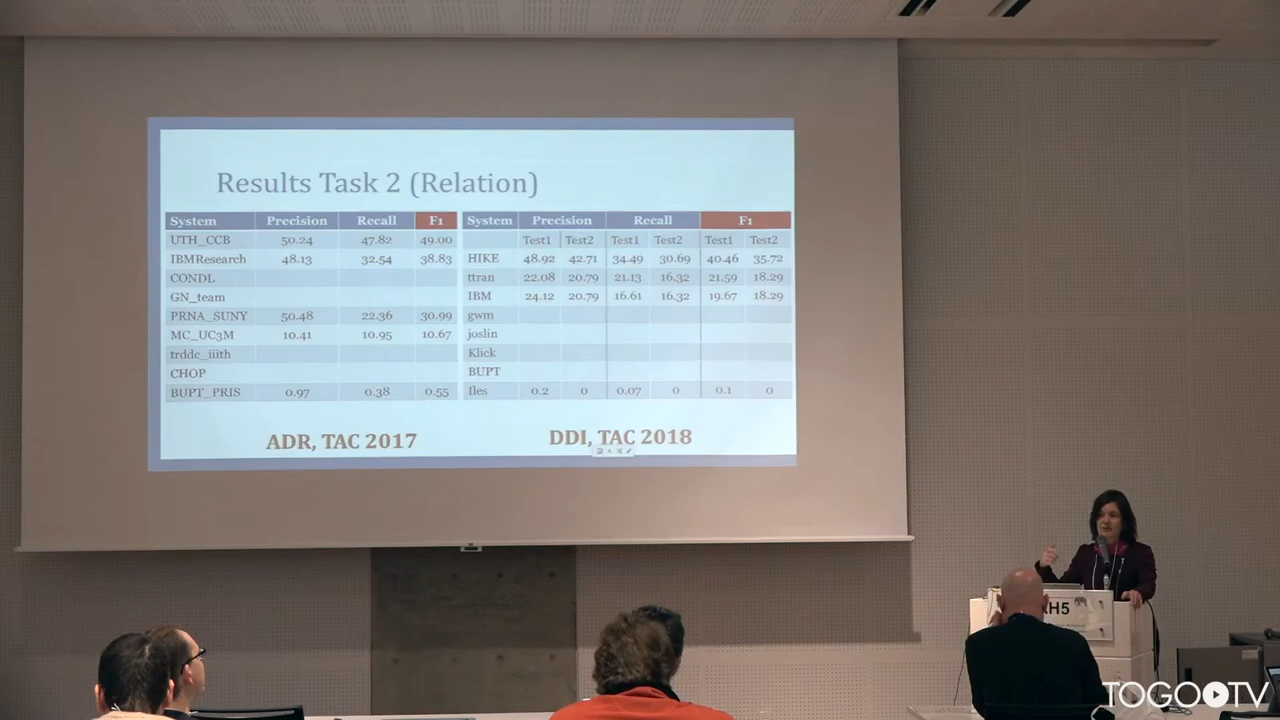 Results Task 2 (Relation)
System Precision Recall F1
UTH_CCB 50.24 47.82 49.00
IBMResearch 48.13 32.54 38.83
CONDL
GN_team
PRNA_SUNY 50.48 22.36 30.99
MC_UC3M 10.41 10.95 10.67
trddc_iiith
CHOP
BUPT_PRIS 0.97 0.38 0.55
ADR, TAC 2017
System Precision Recall F1
Test1 Test2 Test1 Test2 Test1 Test2
HIKE 48.92 42.71 34.49 30.69 40.46 35.72
ttran 22.08 20.79 21.13 16.32 21.59 18.29
IBM 24.12 20.79 16.61 16.32 19.67 18.29
gwm
joslin
Klick
BUPT
fles 0.2 0 0.07 0 0.1 0
DDI, TAC 2018
H5
TOGO TV